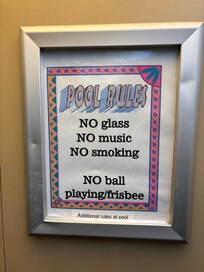 POOL RULES
NO glass
NO music
NO smoking
NO ball
playing/frisbee
Additional rules at pool